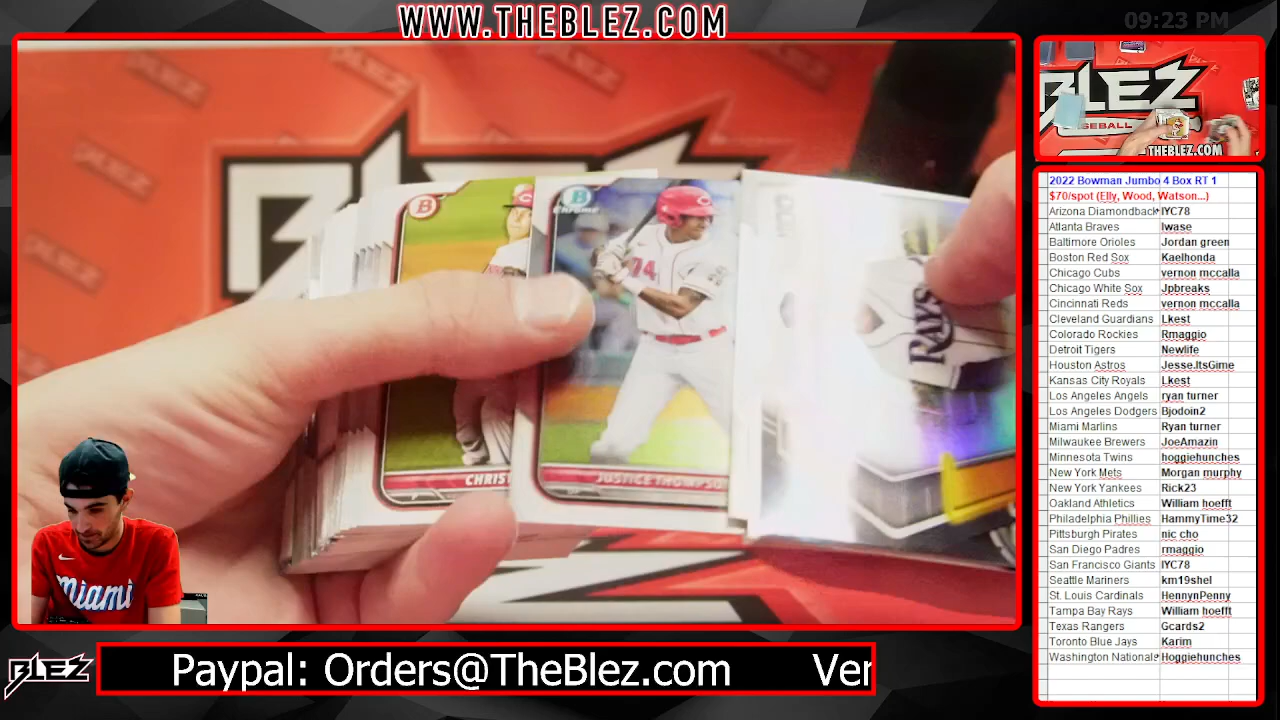 WWW.THEBLEZ.COM
09:23 PM
BLEZ
BASEBALL
THEBLEZ.COM
Chrome
RAYS
74
CHRIST
JUSTICE THOMPSON
Miami
2022 Bowman Jumbo 4 Box RT 1
$70/spot (Elly, Wood, Watson...)
Arizona Diamondback IYC78
Atlanta Braves Iwase
Baltimore Orioles Jordan green
Boston Red Sox Kaelhonda
Chicago Cubs vernon mccalla
Chicago White Sox Jpbreaks
Cincinnati Reds vernon mccalla
Cleveland Guardians Lkest
Colorado Rockies Rmaggio
Detroit Tigers Newlife
Houston Astros Jesse.ItsGime
Kansas City Royals Lkest
Los Angeles Angels ryan turner
Los Angeles Dodgers Bjodoin2
Miami Marlins Ryan turner
Milwaukee Brewers JoeAmazin
Minnesota Twins hoggiehunches
New York Mets Morgan murphy
New York Yankees Rick23
Oakland Athletics William hoefft
Philadelphia Phillies HammyTime32
Pittsburgh Pirates nic cho
San Diego Padres rmaggio
San Francisco Giants IYC78
Seattle Mariners km19shel
St. Louis Cardinals HennynPenny
Tampa Bay Rays William hoefft
Texas Rangers Gcards2
Toronto Blue Jays Karim
Washington Nationals Hoggiehunches
BLEZ
Paypal: Orders@TheBlez.com Ver